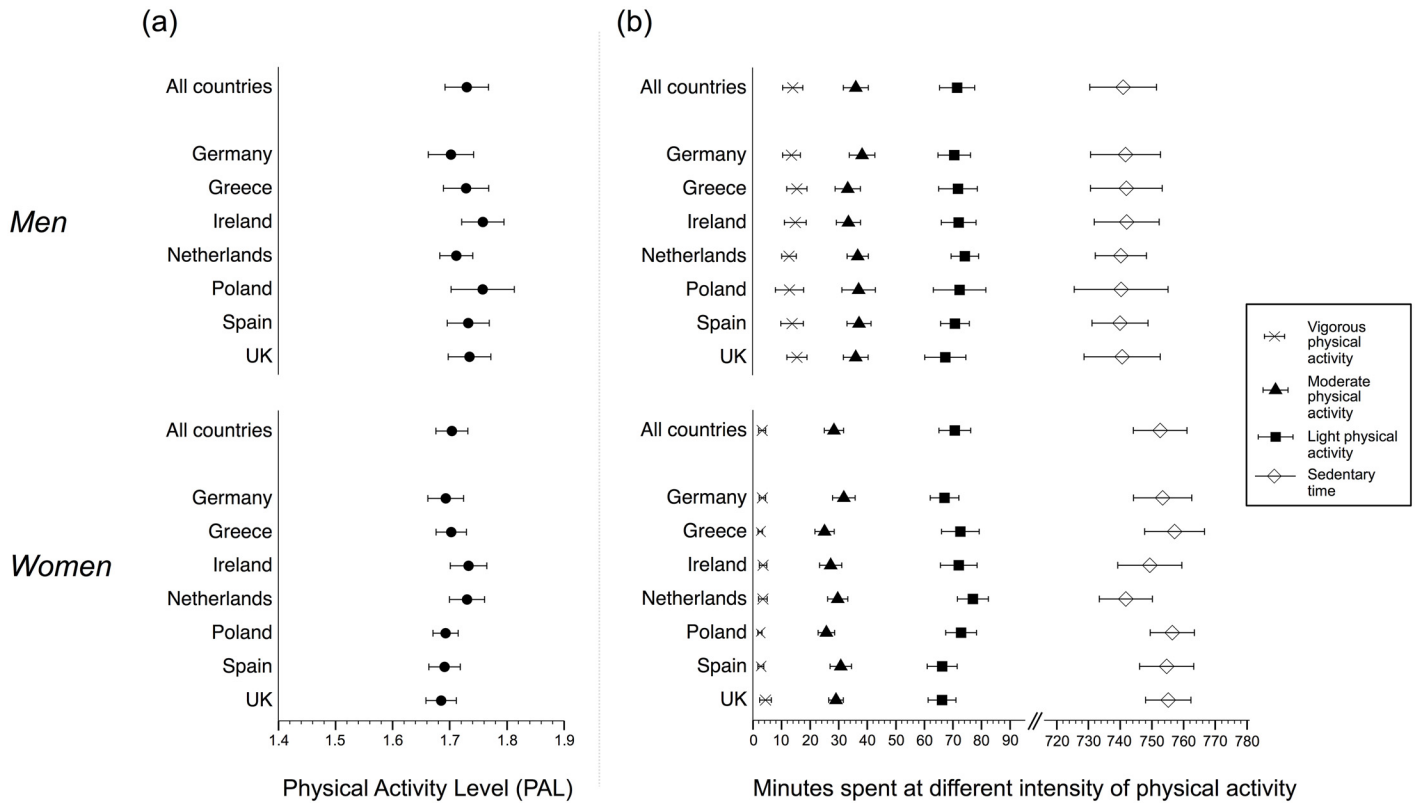 (a)
(b)
Men
All countries
Germany
Greece
Ireland
Netherlands
Poland
Spain
UK
Women
All countries
Germany
Greece
Ireland
Netherlands
Poland
Spain
UK
1.4 1.5 1.6 1.7 1.8 1.9
Physical Activity Level (PAL)
All countries
Germany
Greece
Ireland
Netherlands
Poland
Spain
UK
All countries
Germany
Greece
Ireland
Netherlands
Poland
Spain
UK
0 10 20 30 40 50 60 70 80 90 // 720 730 740 750 760 770 780
Minutes spent at different intensity of physical activity
Vigorous
physical
activity
Moderate
physical
activity
Light physical
activity
Sedentary
time